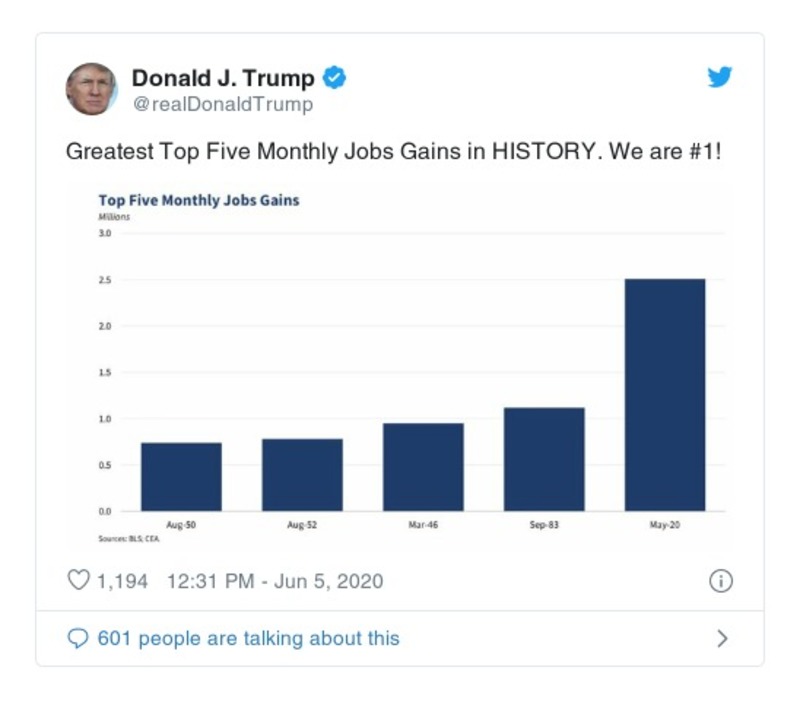 Donald J. Trump
@realDonaldTrump
Greatest Top Five Monthly Jobs Gains in HISTORY. We are #1!
Top Five Monthly Jobs Gains
Millions
3.0
2.5
2.0
1.5
1.0
0.5
0.0
Aug-50 Aug-52 Mar-46 Sep-83 May-20
Sources: BLS; CEA.
1,194 12:31 PM - Jun 5, 2020
601 people are talking about this